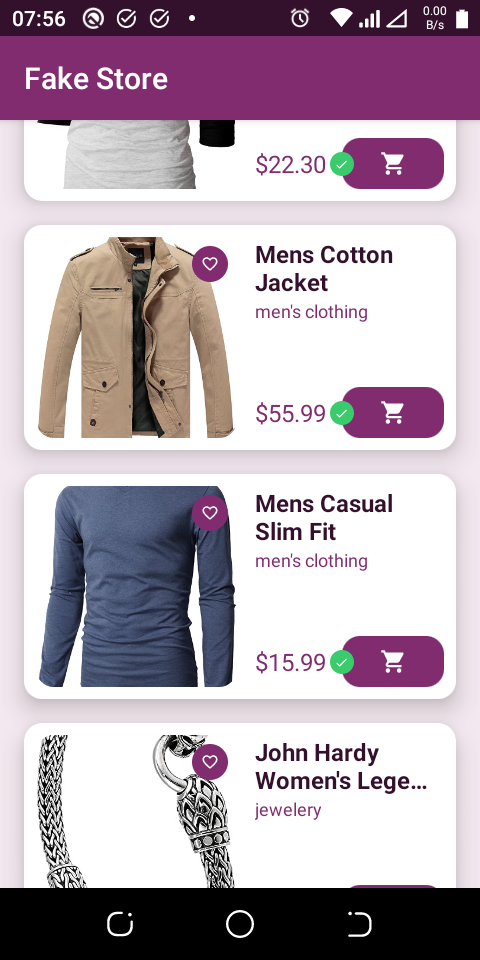 07:56
0.00
B/s
Fake Store
$22.30
Mens Cotton
Jacket
men's clothing
$55.99
Mens Casual
Slim Fit
men's clothing
$15.99
John Hardy
Women's Lege...
jewelery